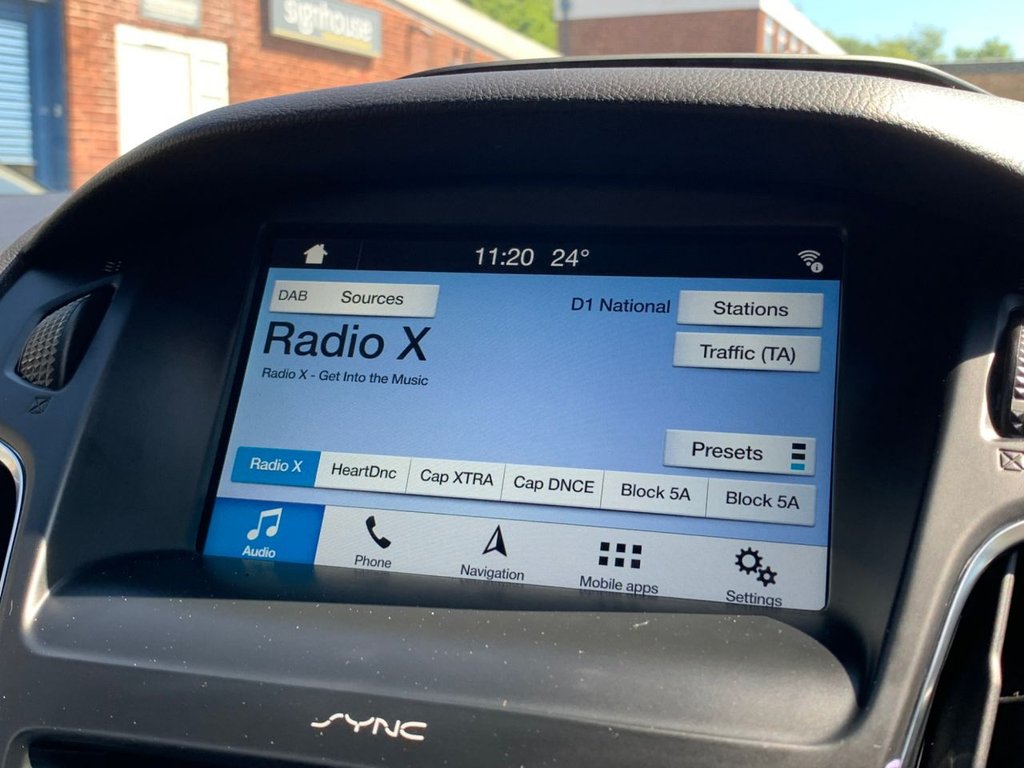 signhouse
11:20 24°
DAB Sources
D1 National
Stations
Radio X
Traffic (TA)
Radio X - Get Into the Music
Presets
Radio X
HeartDnc
Cap XTRA
Cap DNCE
Block 5A
Block 5A
Audio
Phone
Navigation
Mobile apps
Settings
SYNC